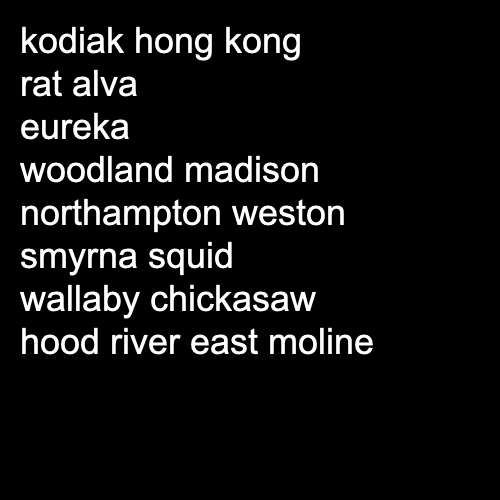 kodiak hong kong
rat alva
eureka
woodland madison
northampton weston
smyrna squid
wallaby chickasaw
hood river east moline